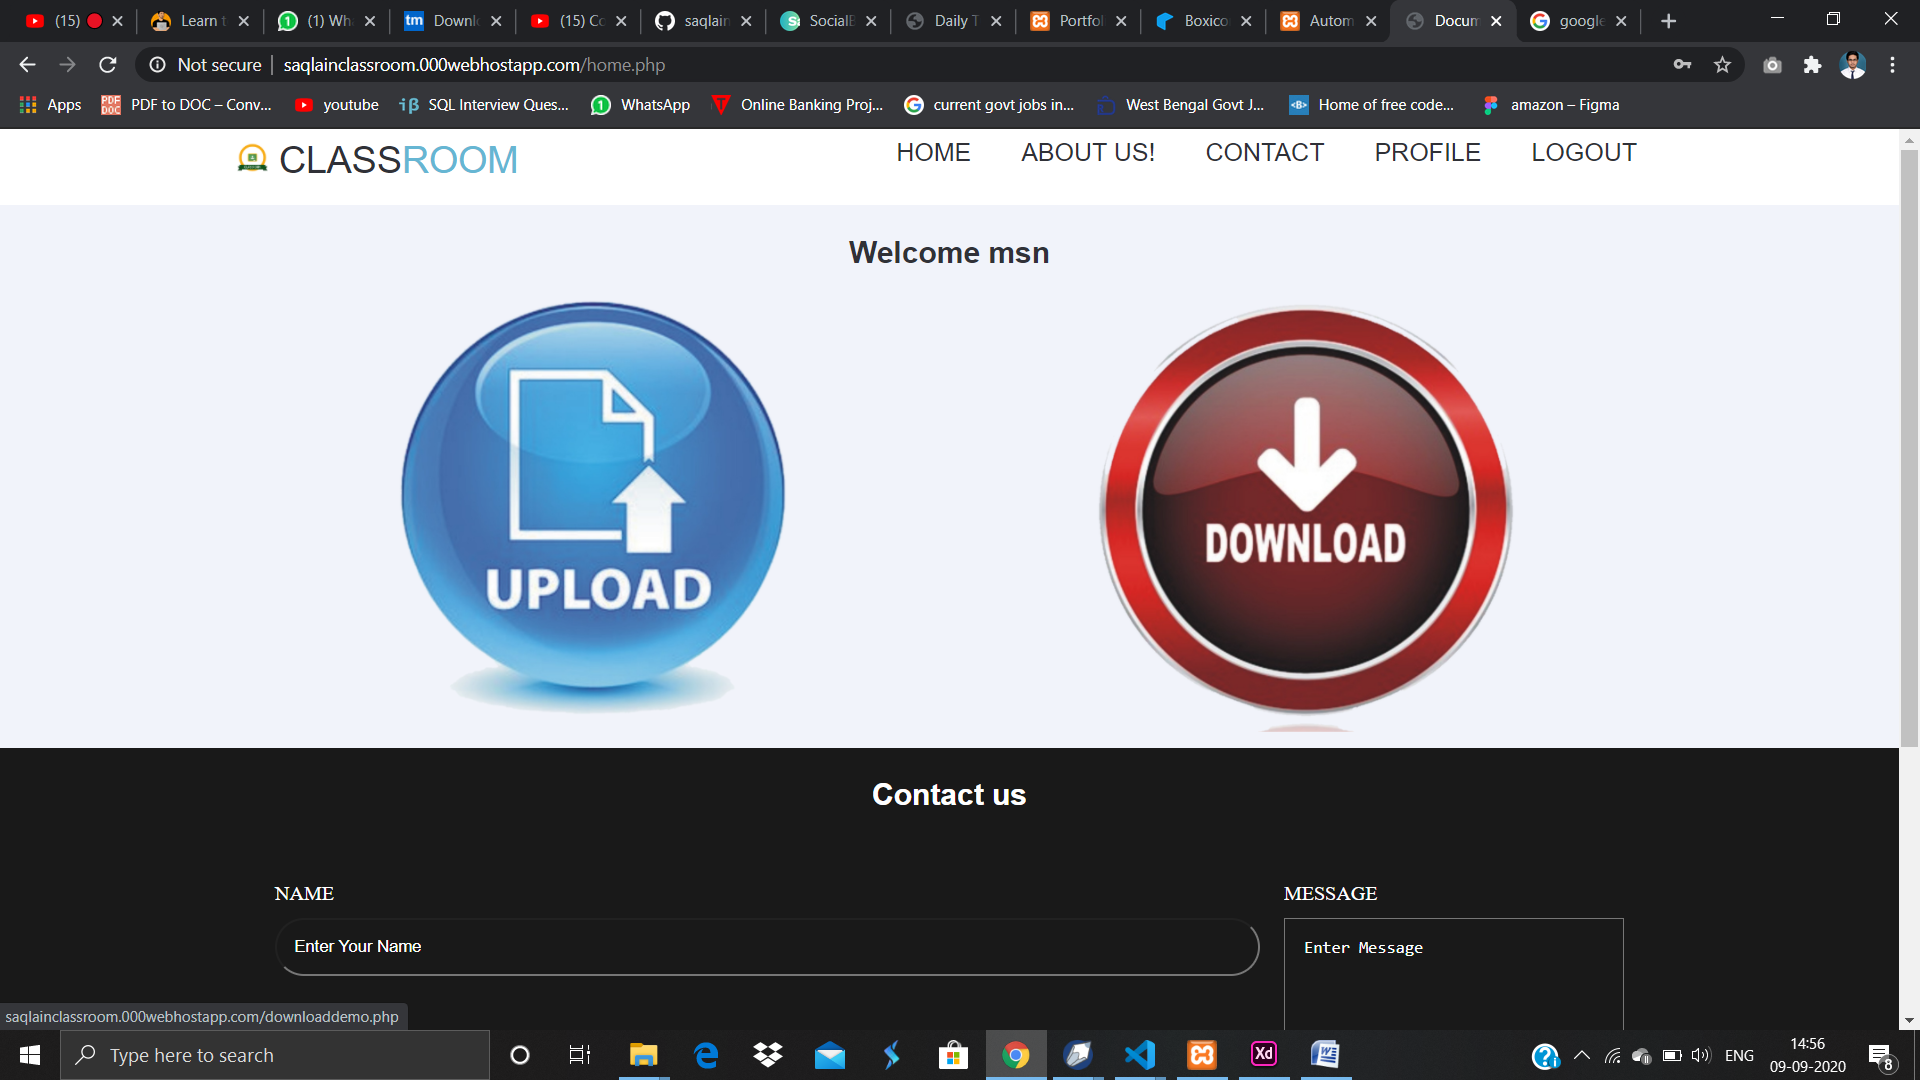 (15) Learn t (1) Wh Downl (15) Co saqlain SocialB Daily T Portfol Boxico Autom Docum google
Not secure saqlainclassroom.000webhostapp.com/home.php
Apps PDF to DOC – Conv... youtube SQL Interview Ques... WhatsApp Online Banking Proj... current govt jobs in... West Bengal Govt J... Home of free code... amazon – Figma
CLASSROOM HOME ABOUT US! CONTACT PROFILE LOGOUT
Welcome msn
UPLOAD
DOWNLOAD
Contact us
NAME MESSAGE
Enter Your Name Enter Message
saqlainclassroom.000webhostapp.com/downloaddemo.php
Type here to search
ENG
14:56
09-09-2020
8